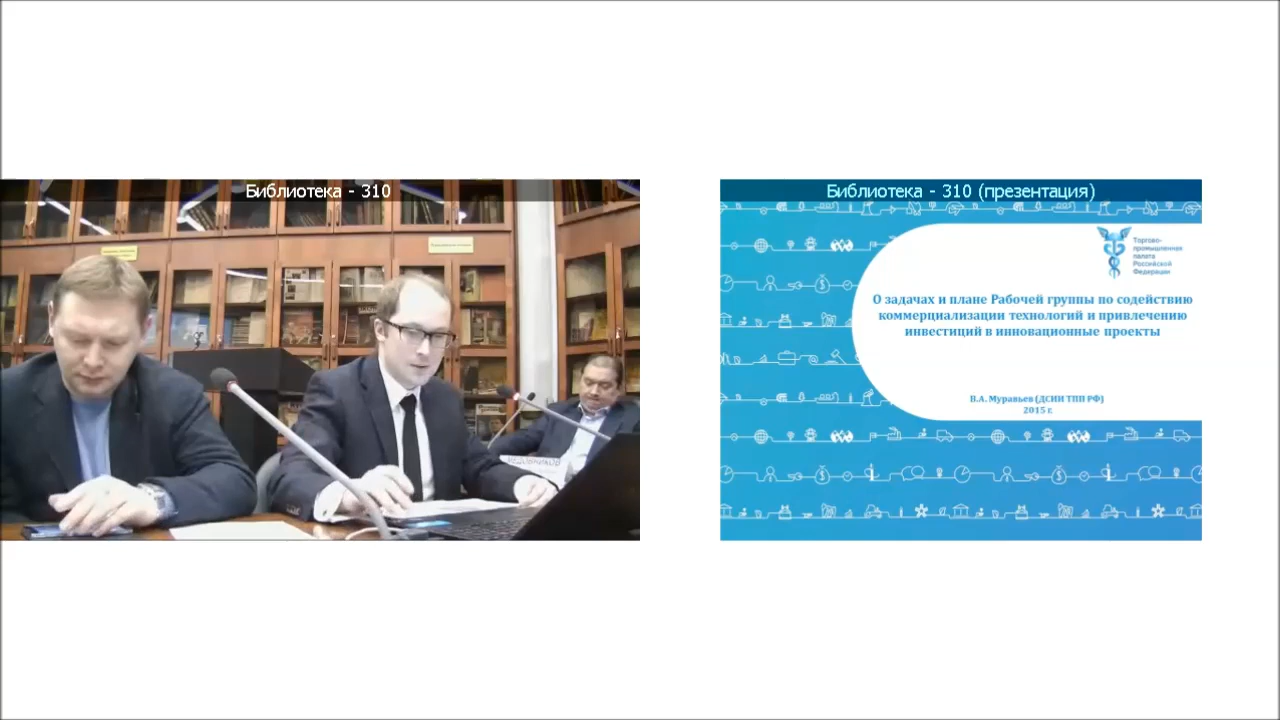 Библиотека - 310
Библиотека - 310 (презентация)
Торгово-
промышленная
палата
Российской
Федерации
О задачах и плане Рабочей группы по содействию
коммерциализации технологий и привлечению
инвестиций в инновационные проекты
В.А. Муравьев (ДСИИ ТПП РФ)
2015 г.